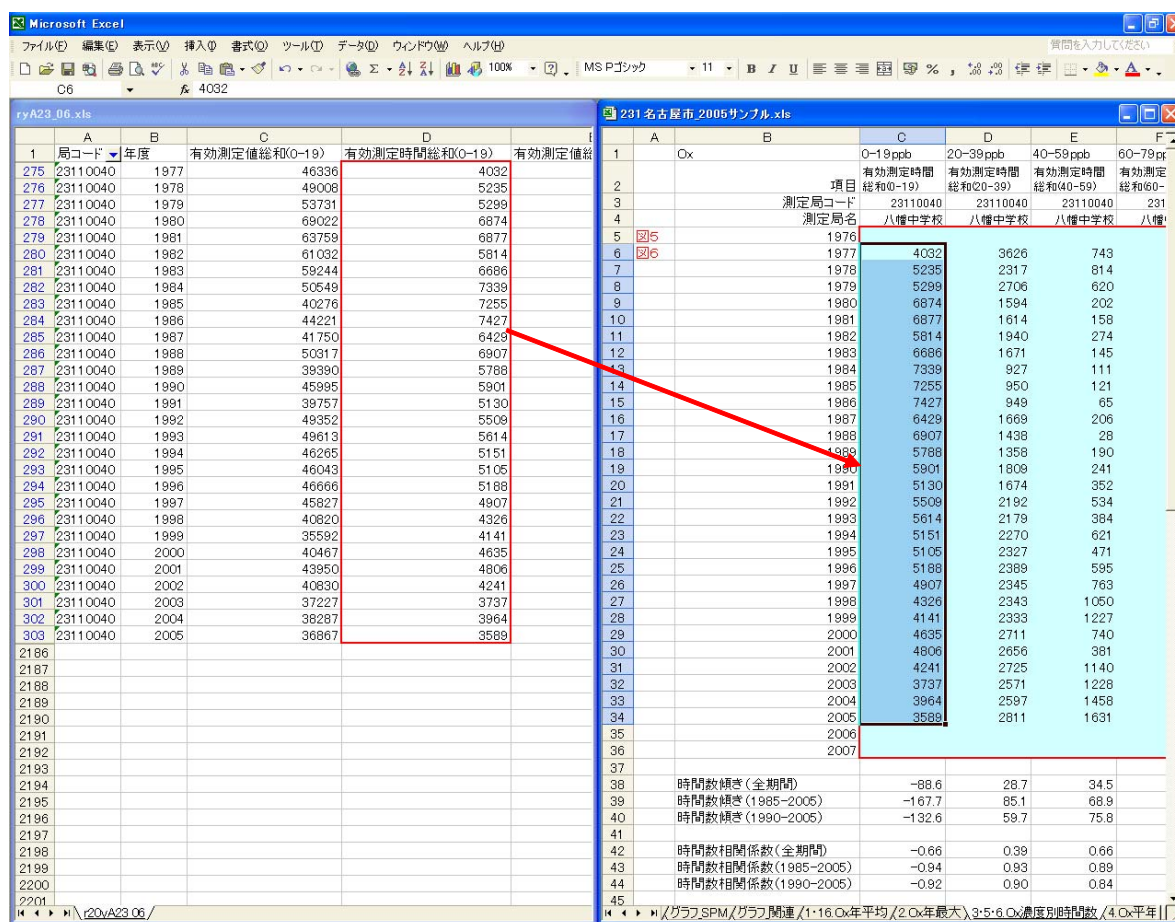 Microsoft Excel
ファイル(F) 編集(E) 表示(V) 挿入(I) 書式(O) ツール(T) データ(D) ウィンドウ(W) ヘルプ(H) 質問を入力してください
100% MS Pゴシック 11 B I U
C6 fx 4032
ryA23_06.xls
A B C D
1 局コード 年度 有効測定値総和(0-19) 有効測定時間総和(0-19) 有効測定値総
275 23110040 1977 46336 4032
276 23110040 1978 49008 5235
277 23110040 1979 53731 5299
278 23110040 1980 69022 6874
279 23110040 1981 63759 6877
280 23110040 1982 61032 5814
281 23110040 1983 59244 6686
282 23110040 1984 50549 7339
283 23110040 1985 40276 7255
284 23110040 1986 44221 7427
285 23110040 1987 41750 6429
286 23110040 1988 50317 6907
287 23110040 1989 39390 5788
288 23110040 1990 45995 5901
289 23110040 1991 39757 5130
290 23110040 1992 49352 5509
291 23110040 1993 49613 5614
292 23110040 1994 46265 5151
293 23110040 1995 46043 5105
294 23110040 1996 46666 5188
295 23110040 1997 45827 4907
296 23110040 1998 40820 4326
297 23110040 1999 35592 4141
298 23110040 2000 40467 4635
299 23110040 2001 43950 4806
300 23110040 2002 40830 4241
301 23110040 2003 37227 3737
302 23110040 2004 38287 3964
303 23110040 2005 36867 3589
2186
2187
2188
2189
2190
2191
2192
2193
2194
2195
2196
2197
2198
2199
2200
2201
r20yA23_06
231名古屋市_2005サンプル.xls
A B C D E F
1 Ox 0-19ppb 20-39ppb 40-59ppb 60-79pp
2 項目 有効測定時間総和(0-19) 有効測定時間総和(20-39) 有効測定時間総和(40-59) 有効測定総和(60-
3 測定局コード 23110040 23110040 23110040 231
4 測定局名 八幡中学校 八幡中学校 八幡中学校 八幡
5 図5 1976
6 図6 1977 4032 3626 743
7 1978 5235 2317 814
8 1979 5299 2706 620
9 1980 6874 1594 202
10 1981 6877 1614 158
11 1982 5814 1940 274
12 1983 6686 1671 145
13 1984 7339 927 111
14 1985 7255 950 121
15 1986 7427 949 65
16 1987 6429 1669 206
17 1988 6907 1438 28
18 1989 5788 1358 190
19 1990 5901 1809 241
20 1991 5130 1674 352
21 1992 5509 2192 534
22 1993 5614 2179 384
23 1994 5151 2270 621
24 1995 5105 2327 471
25 1996 5188 2389 595
26 1997 4907 2345 763
27 1998 4326 2343 1050
28 1999 4141 2333 1227
29 2000 4635 2711 740
30 2001 4806 2656 381
31 2002 4241 2725 1140
32 2003 3737 2571 1228
33 2004 3964 2597 1458
34 2005 3589 2811 1631
35 2006
36 2007
37
38 時間数傾き(全期間) -88.6 28.7 34.5
39 時間数傾き(1985-2005) -167.7 85.1 68.9
40 時間数傾き(1990-2005) -132.6 59.7 75.8
41
42 時間数相関係数(全期間) -0.66 0.39 0.66
43 時間数相関係数(1985-2005) -0.94 0.93 0.89
44 時間数相関係数(1990-2005) -0.92 0.90 0.84
45
グラフ_SPM/グラフ_関連/1・16.Ox年平均/2.Ox年最大/3・5・6.Ox濃度別時間数/4.Ox平年